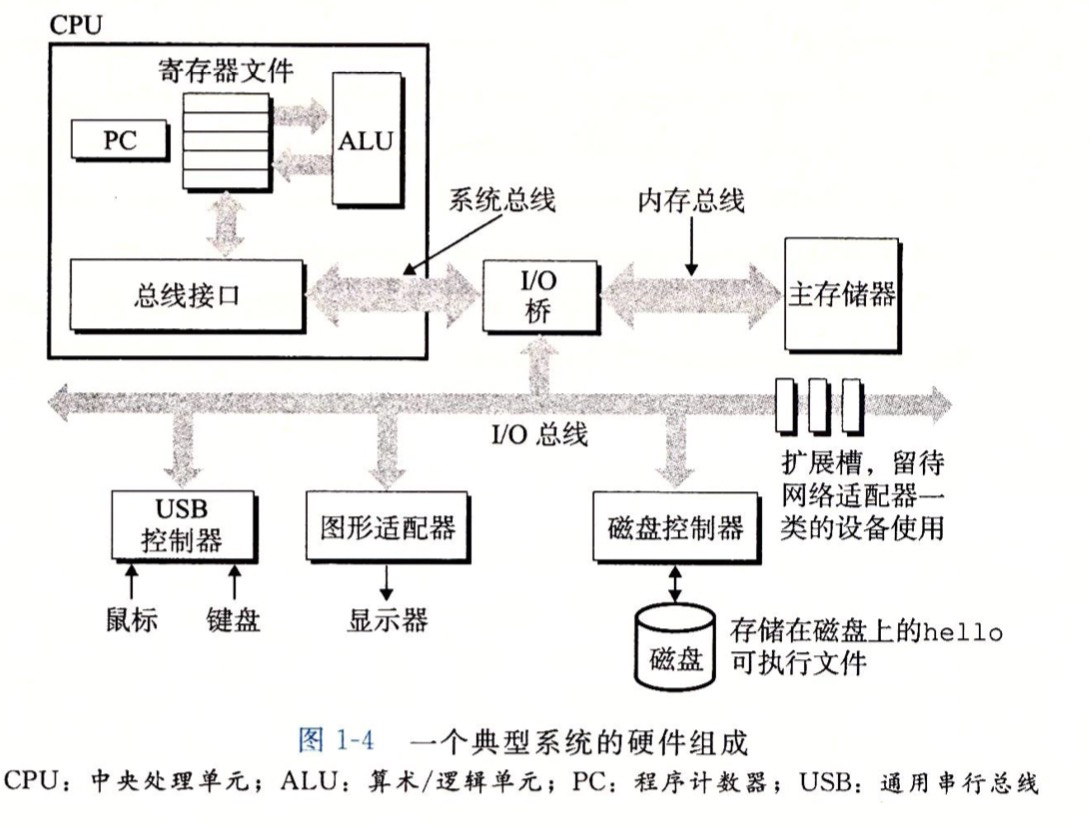 CPU
寄存器文件
PC
ALU
系统总线
内存总线
总线接口
I/O
桥
主存储器
I/O 总线
扩展槽，留待
网络适配器一
类的设备使用
USB
控制器
图形适配器
磁盘控制器
鼠标
键盘
显示器
磁盘
存储在磁盘上的hello
可执行文件
图 1-4 一个典型系统的硬件组成
CPU：中央处理单元；ALU：算术/逻辑单元；PC：程序计数器；USB：通用串行总线